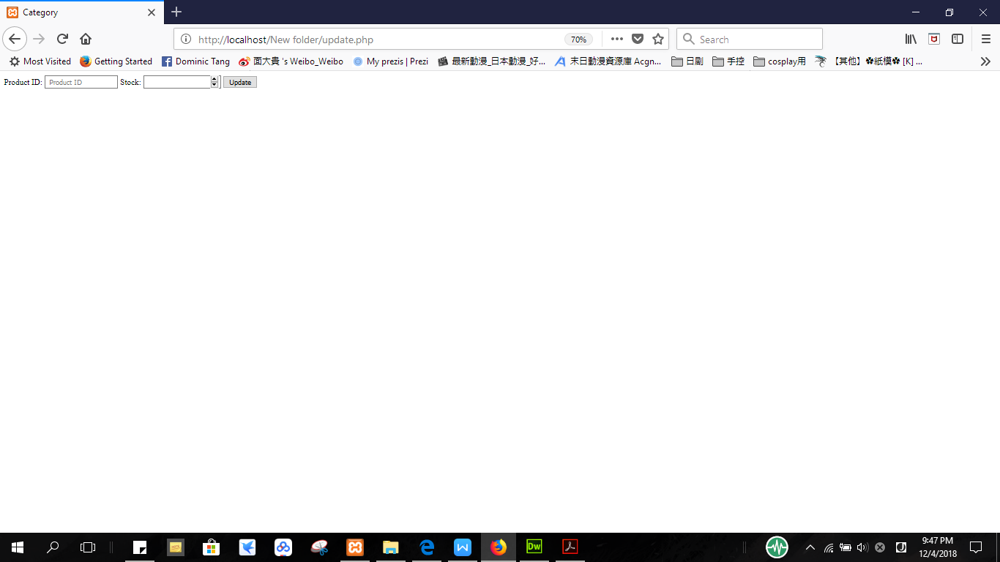 Category
http://localhost/New folder/update.php 70% Search
Most Visited Getting Started Dominic Tang 面大貴 's Weibo_Weibo My prezis | Prezi 最新動漫_日本動漫_好... 末日動漫資源庫 Acgn... 日剧 手控 cosplay用 【其他】✿紙模✿ [K] ...
Product ID: Product ID Stock: Update
Dw
9:47 PM
12/4/2018